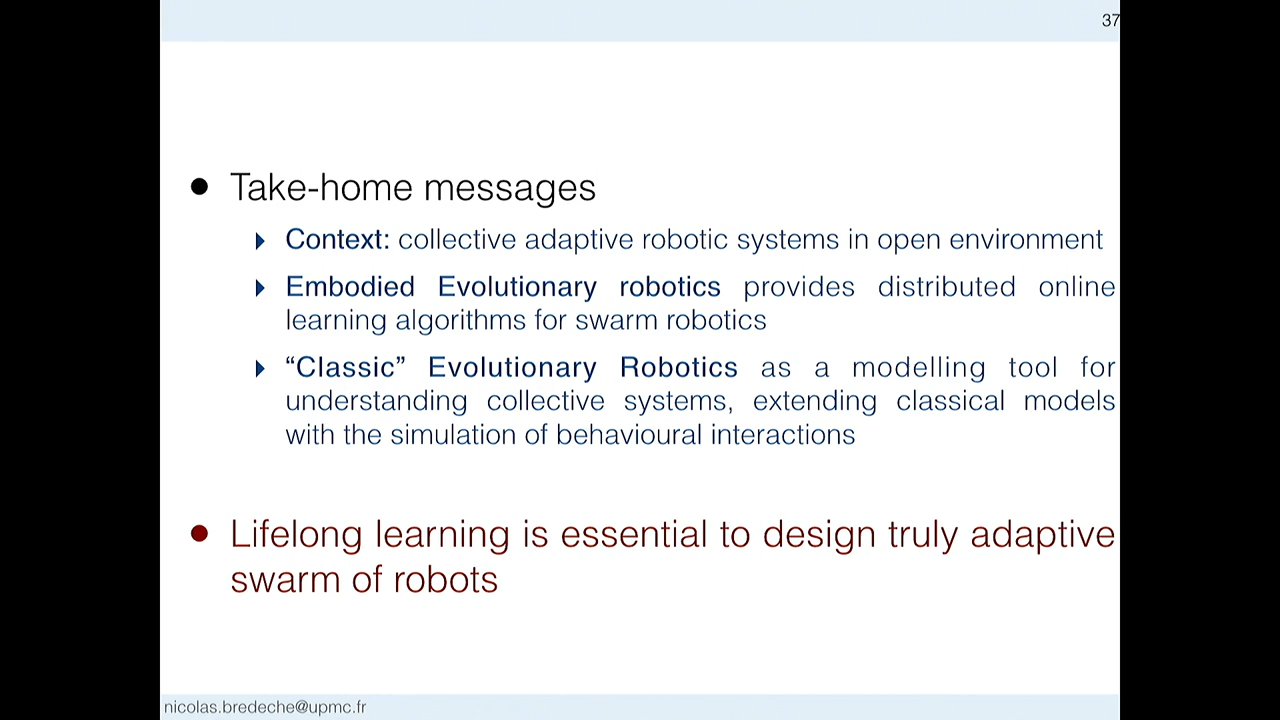 37
Take-home messages
Context: collective adaptive robotic systems in open environment
Embodied Evolutionary robotics provides distributed online
learning algorithms for swarm robotics
“Classic” Evolutionary Robotics as a modelling tool for
understanding collective systems, extending classical models
with the simulation of behavioural interactions
Lifelong learning is essential to design truly adaptive
swarm of robots
nicolas.bredeche@upmc.fr